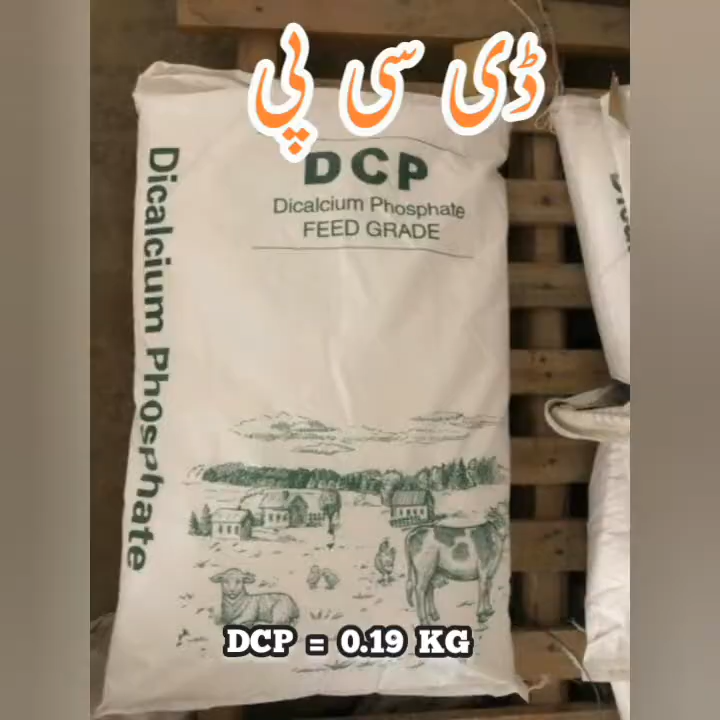 ڈی سی پی
DCP
Dicalcium Phosphate
FEED GRADE
Dicalcium Phosphate
DCP = 0.19 KG